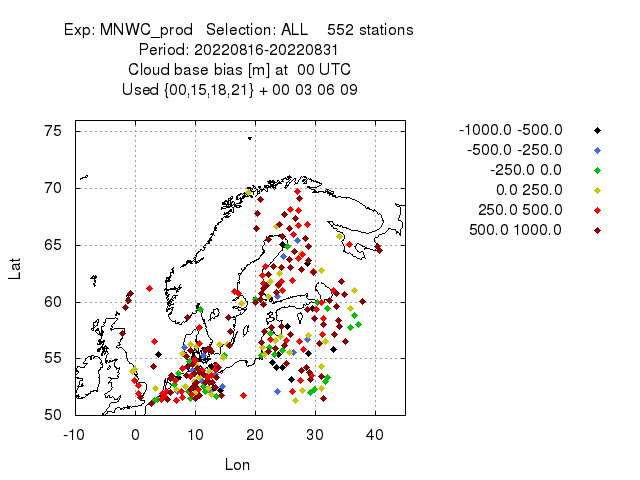 Exp: MNWC_prod   Selection: ALL    552 stations
Period: 20220816-20220831
Cloud base bias [m] at  00 UTC
Used {00,15,18,21} + 00 03 06 09
-1000.0 -500.0
-500.0 -250.0
-250.0 0.0
0.0 250.0
250.0 500.0
500.0 1000.0
75
70
65
60
55
50
Lat
-10 0 10 20 30 40
Lon